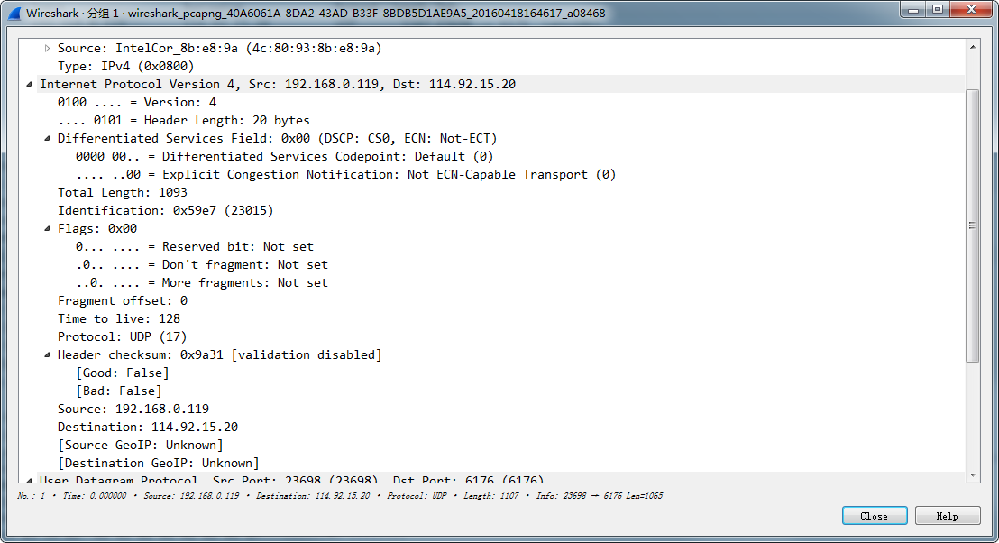 Wireshark · 分组 1 · wireshark_pcapng_40A6061A-8DA2-43AD-B33F-8BDB5D1AE9A5_20160418164617_a08468
Source: IntelCor_8b:e8:9a (4c:80:93:8b:e8:9a)
Type: IPv4 (0x0800)
Internet Protocol Version 4, Src: 192.168.0.119, Dst: 114.92.15.20
0100 .... = Version: 4
.... 0101 = Header Length: 20 bytes
Differentiated Services Field: 0x00 (DSCP: CS0, ECN: Not-ECT)
0000 00.. = Differentiated Services Codepoint: Default (0)
.... ..00 = Explicit Congestion Notification: Not ECN-Capable Transport (0)
Total Length: 1093
Identification: 0x59e7 (23015)
Flags: 0x00
0... .... = Reserved bit: Not set
.0.. .... = Don't fragment: Not set
..0. .... = More fragments: Not set
Fragment offset: 0
Time to live: 128
Protocol: UDP (17)
Header checksum: 0x9a31 [validation disabled]
[Good: False]
[Bad: False]
Source: 192.168.0.119
Destination: 114.92.15.20
[Source GeoIP: Unknown]
[Destination GeoIP: Unknown]
User Datagram Protocol, Src Port: 23698 (23698), Dst Port: 6176 (6176)
No.: 1 · Time: 0.000000 · Source: 192.168.0.119 · Destination: 114.92.15.20 · Protocol: UDP · Length: 1107 · Info: 23698 → 6176 Len=1065
Close
Help